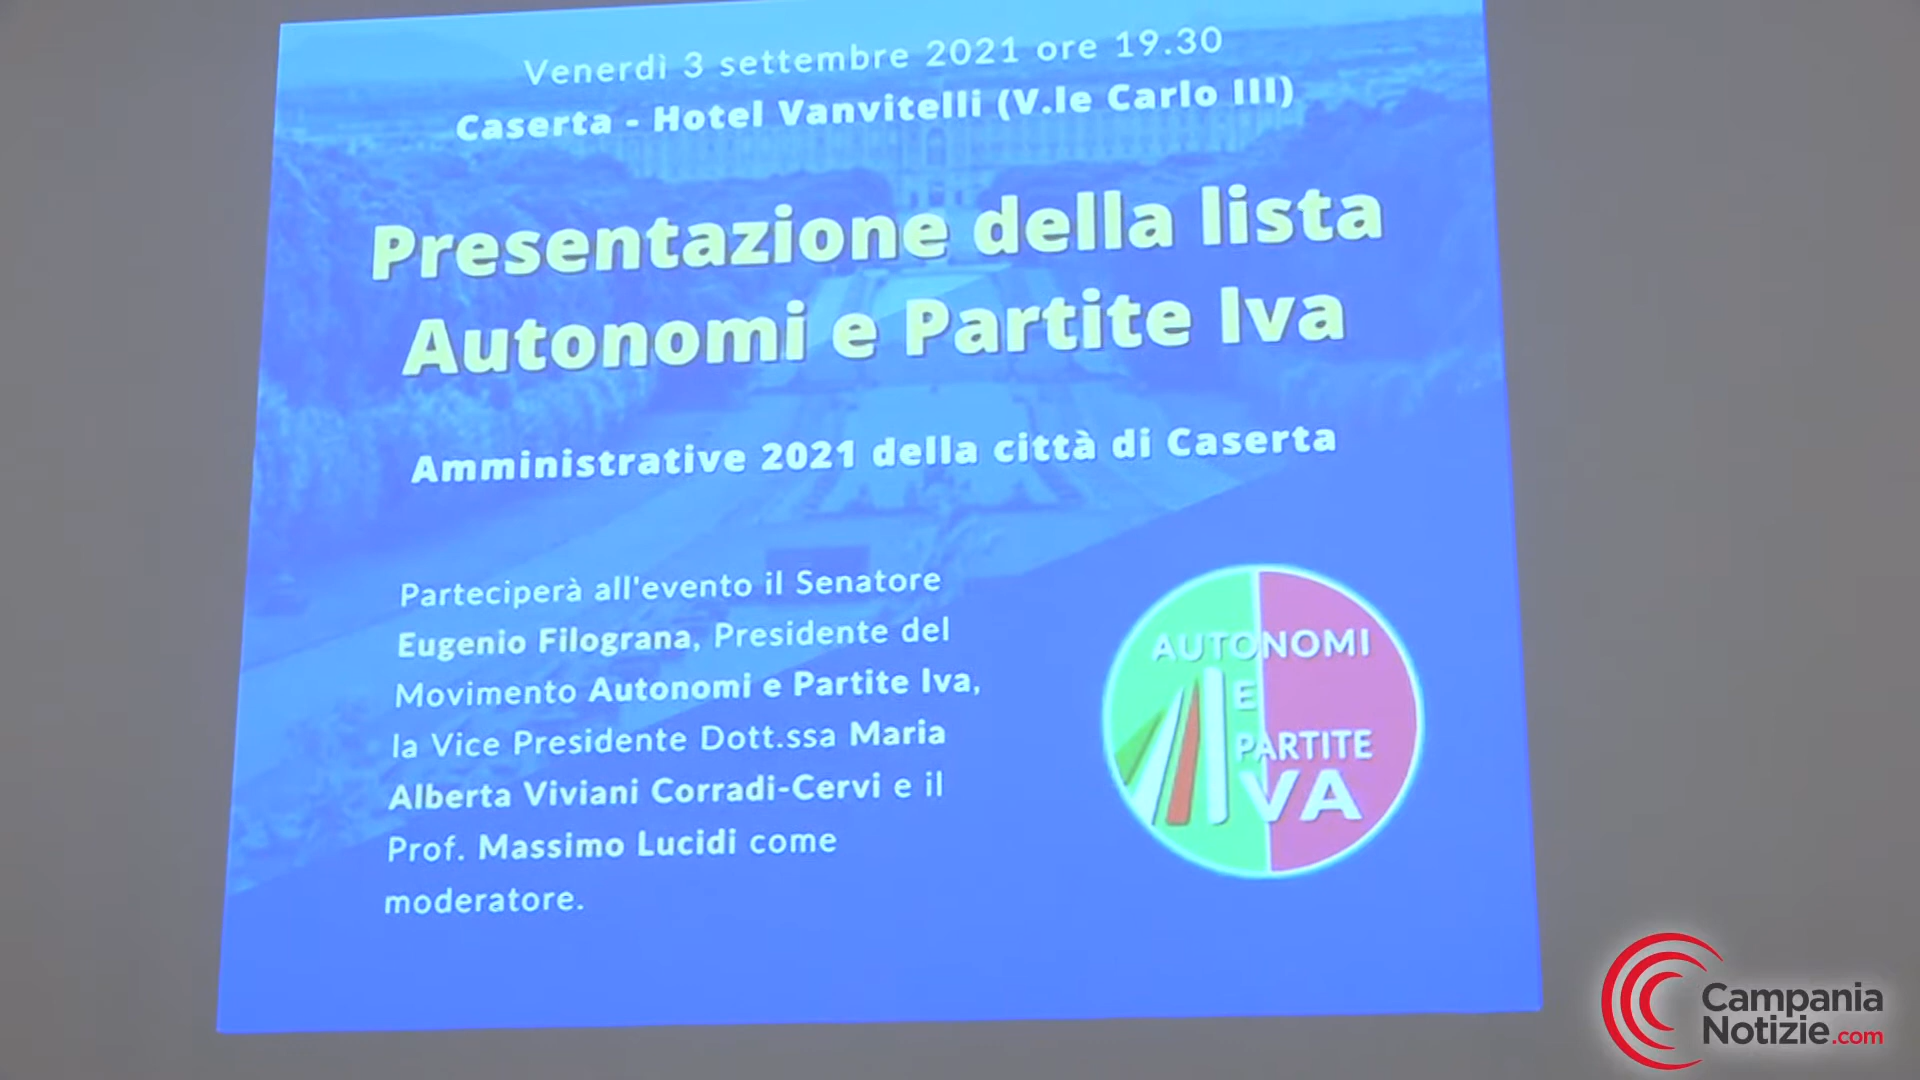 Venerdì 3 settembre 2021 ore 19.30
Caserta - Hotel Vanvitelli (V.le Carlo III)
Presentazione della lista
Autonomi e Partite Iva
Amministrative 2021 della città di Caserta
Parteciperà all'evento il Senatore
Eugenio Filograna, Presidente del
Movimento Autonomi e Partite Iva,
la Vice Presidente Dott.ssa Maria
Alberta Viviani Corradi-Cervi e il
Prof. Massimo Lucidi come
moderatore.
AUTONOMI
E
PARTITE
IVA
Campania
Notizie.com